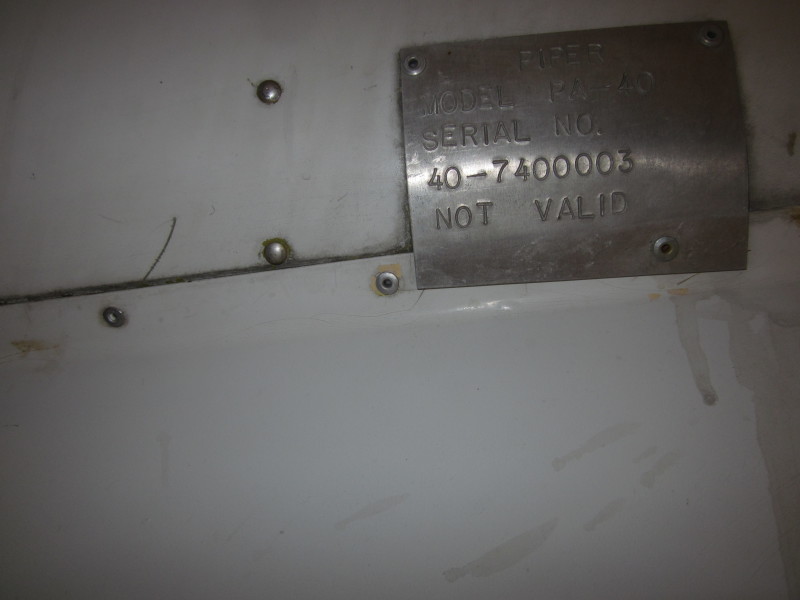 PIPER
MODEL PA-40
SERIAL NO.
40-7400003
NOT VALID